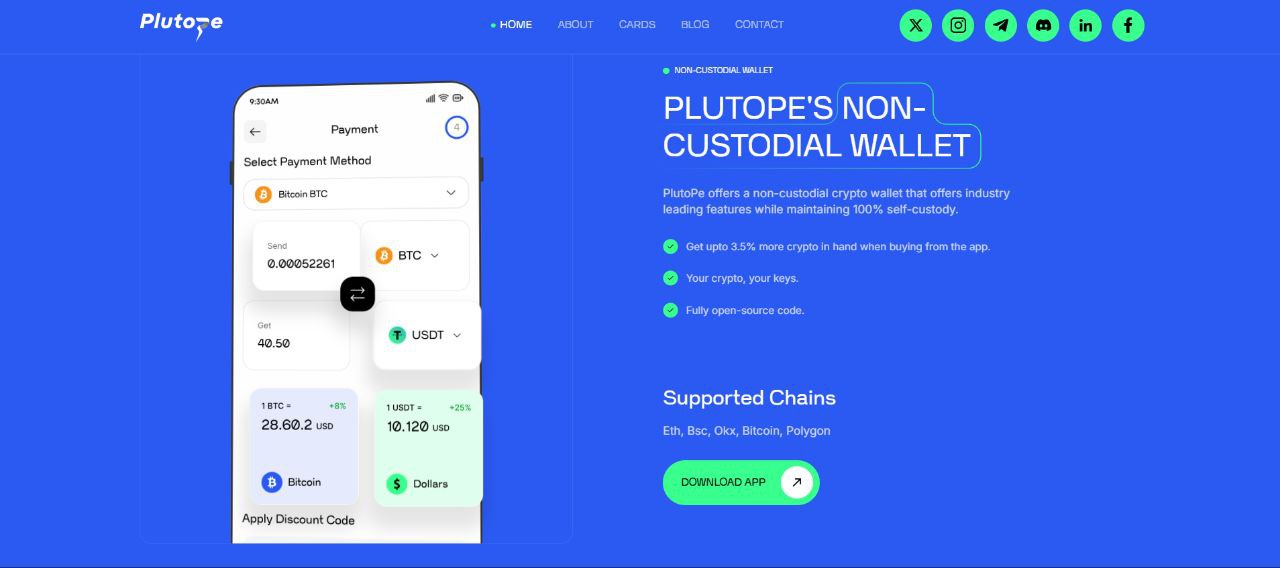 PlutoPe
HOME
ABOUT
CARDS
BLOG
CONTACT
9:30AM
Payment
4
Select Payment Method
Bitcoin BTC
Send
0.00052261
BTC
Get
40.50
USDT
1 BTC =
+8%
28.60.2 USD
Bitcoin
1 USDT =
+25%
10.120 USD
Dollars
Apply Discount Code
NON-CUSTODIAL WALLET
PLUTOPE'S NON-
CUSTODIAL WALLET
PlutoPe offers a non-custodial crypto wallet that offers industry
leading features while maintaining 100% self-custody.
Get upto 3.5% more crypto in hand when buying from the app.
Your crypto, your keys.
Fully open-source code.
Supported Chains
Eth, Bsc, Okx, Bitcoin, Polygon
DOWNLOAD APP